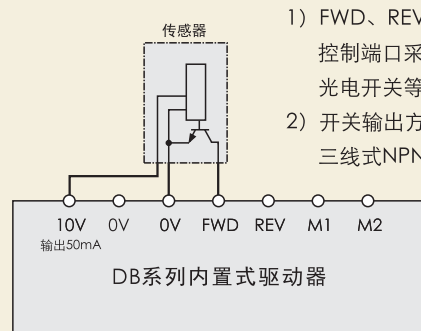 传感器
1）FWD、REV
控制端口采
光电开关等
2）开关输出方
三线式NPN
10V 0V 0V FWD REV M1 M2
输出50mA
DB系列内置式驱动器